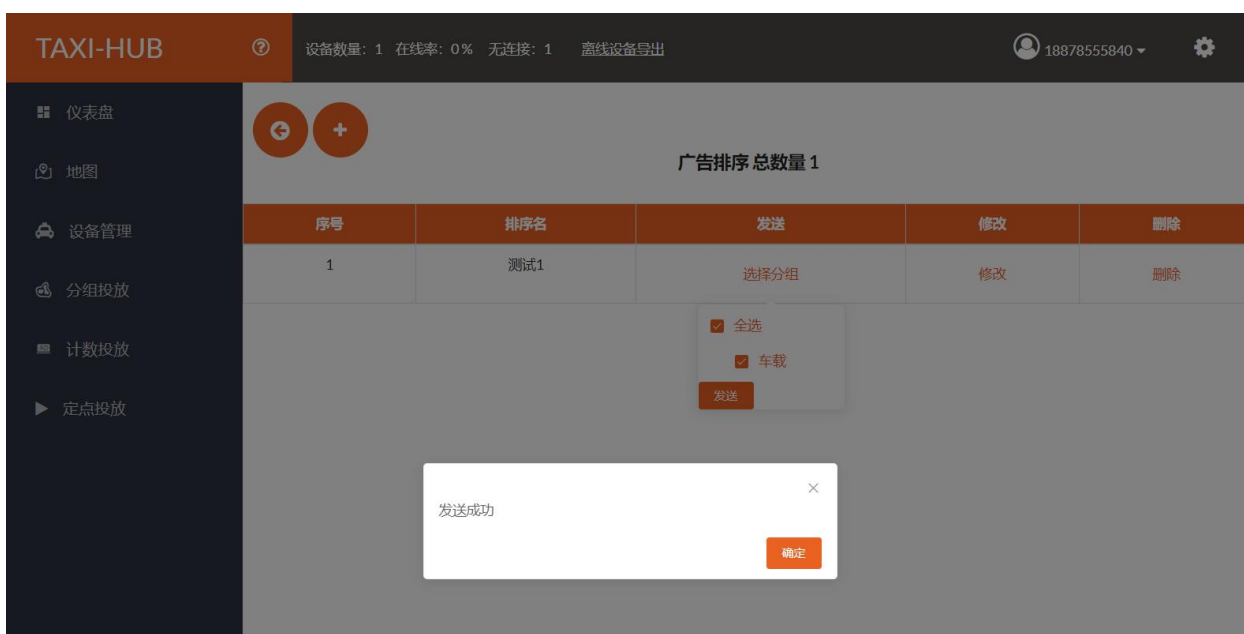 TAXI-HUB
设备数量：1 在线率：0% 无连接：1 离线设备导出
18878555840
仪表盘
地图
设备管理
分组投放
计数投放
定点投放
广告排序 总数量 1
序号 排序名 发送 修改 删除
1 测试1 选择分组 修改 删除
全选
车载
发送
发送成功
确定